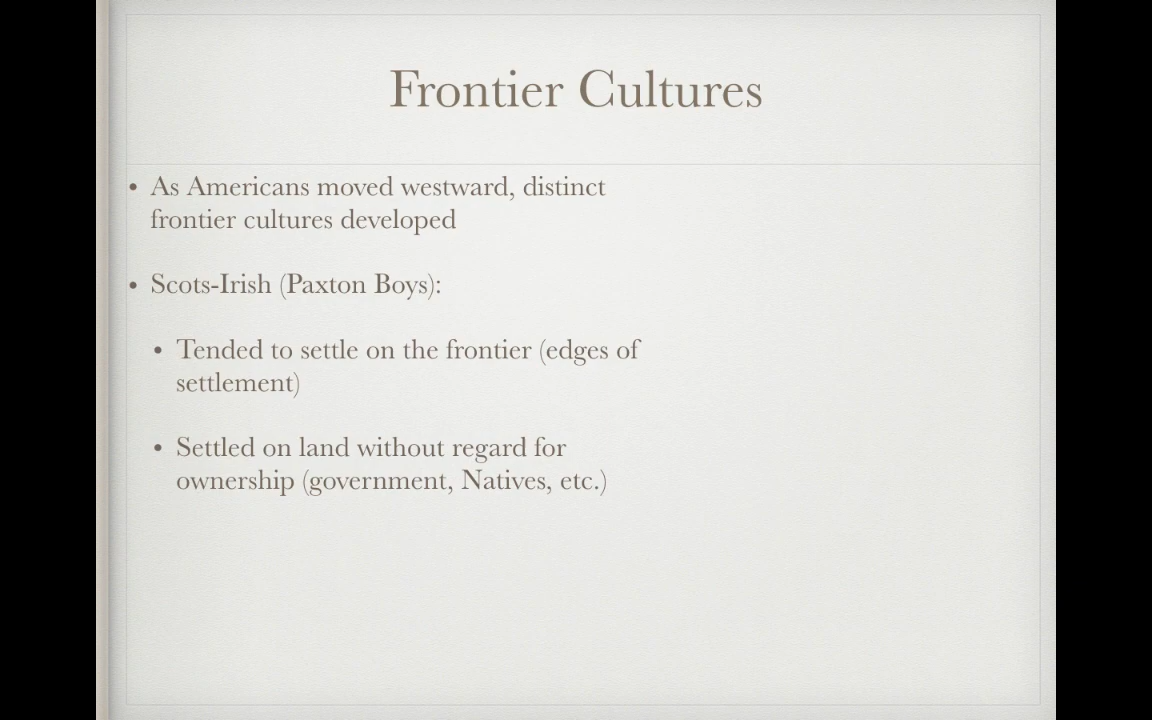 Frontier Cultures
• As Americans moved westward, distinct
frontier cultures developed
• Scots-Irish (Paxton Boys):
• Tended to settle on the frontier (edges of
settlement)
• Settled on land without regard for
ownership (government, Natives, etc.)